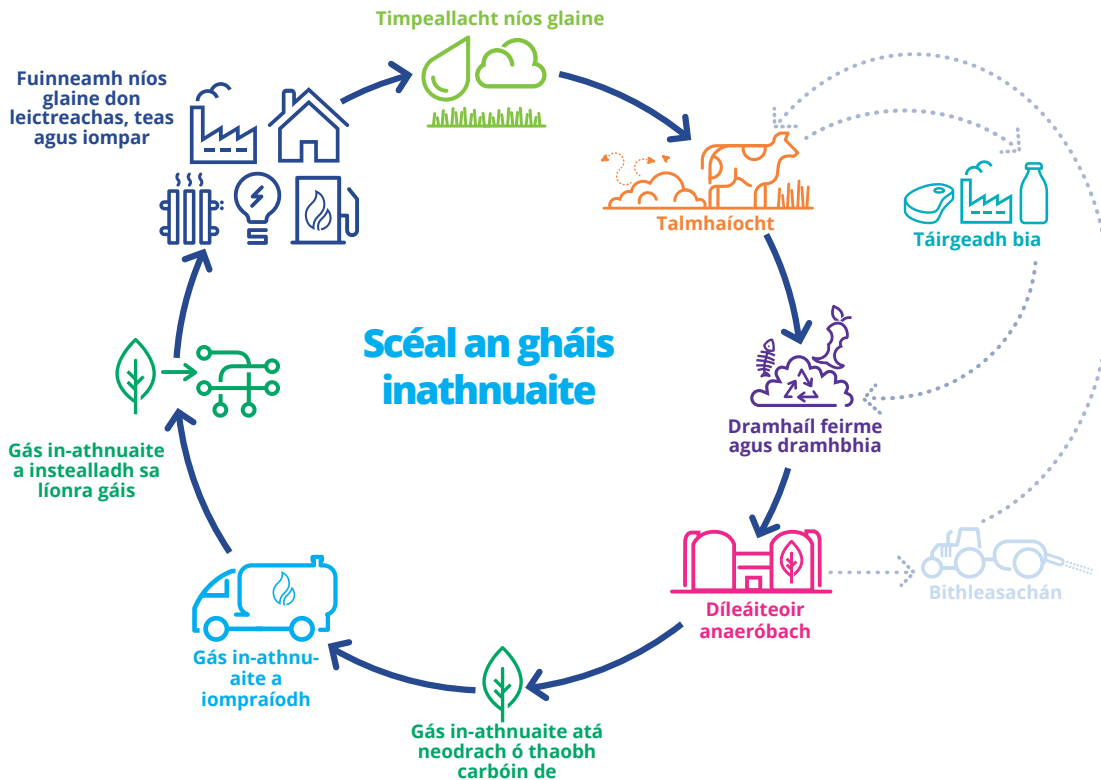 Timpeallacht níos glaine
Fuinneamh níos
glaine don
leictreachas, teas
agus iompar
Talmhaíocht
Táirgeadh bia
Scéal an gháis
inathnuaite
Dramhaíl feirme
agus dramhbhia
Gás in-athnuaite
a instealladh sa
líonra gáis
Bithleasachán
Díleáiteoir
anaeróbach
Gás in-athnu-
aite a
iompraíodh
Gás in-athnuaite atá
neodrach ó thaobh
carbóin de